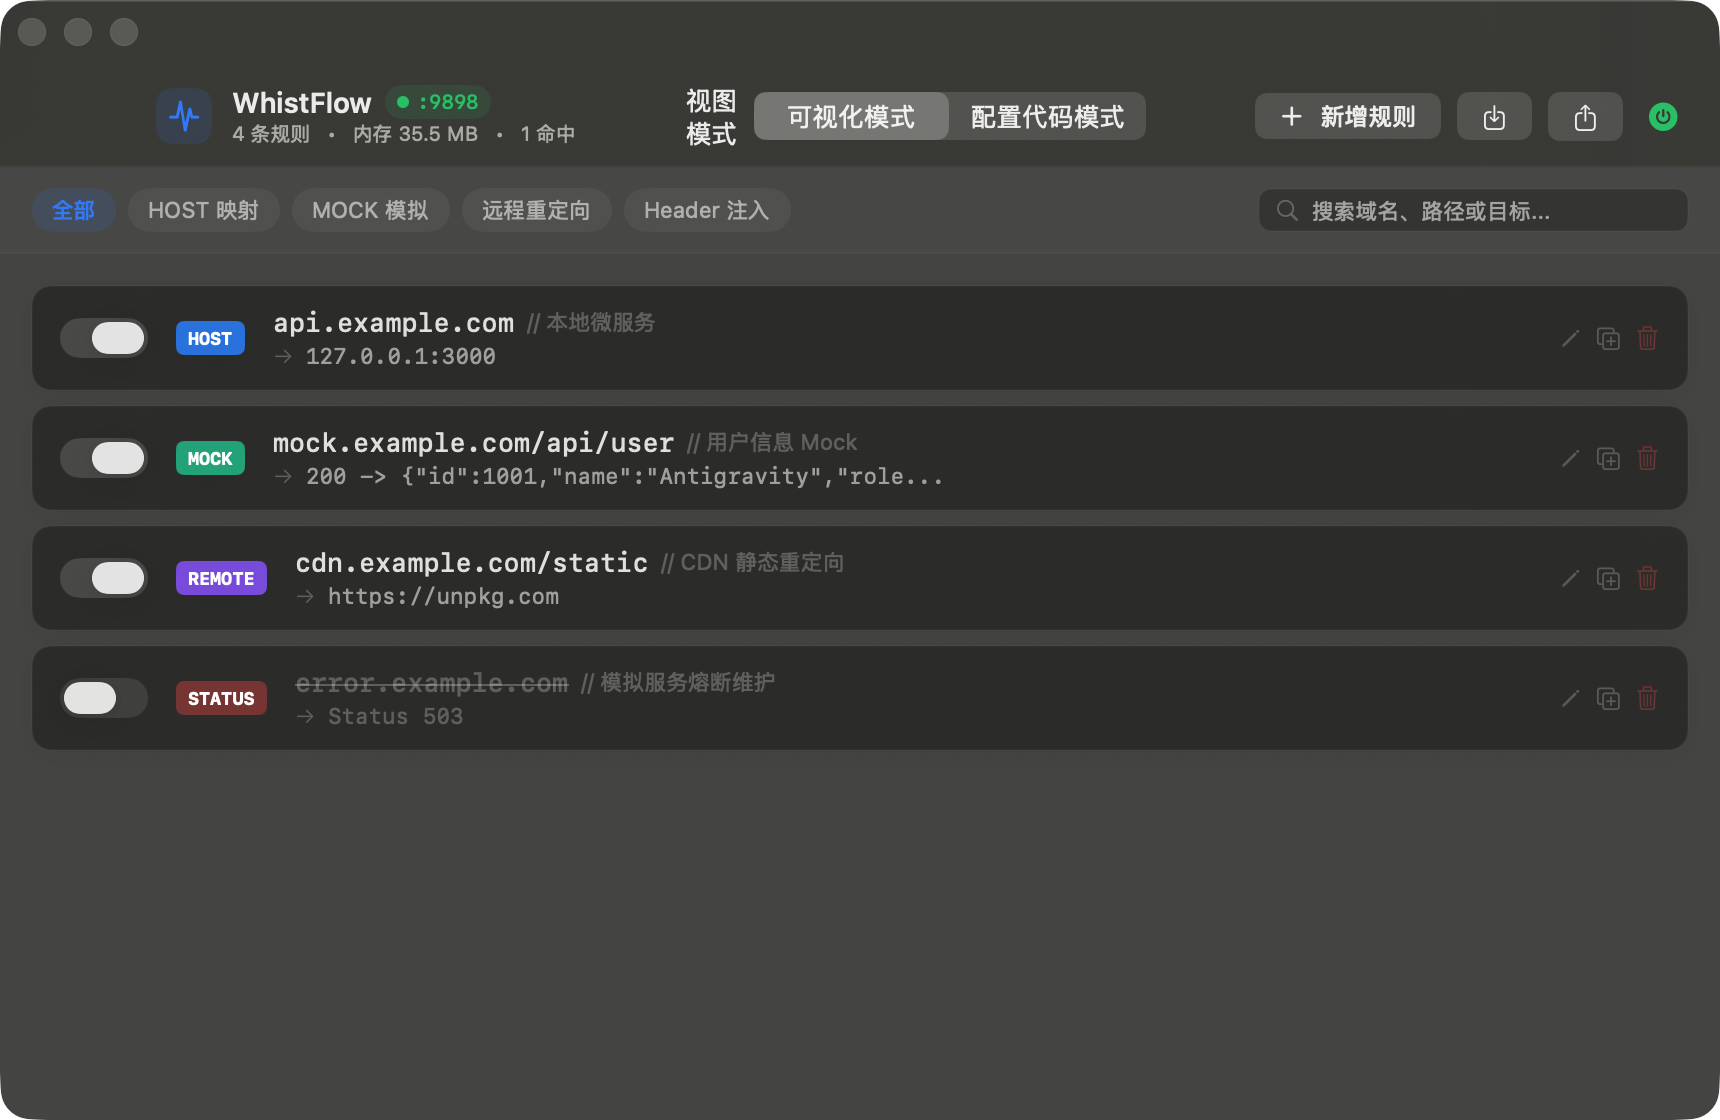 WhistFlow :9898
4 条规则 • 内存 35.5 MB • 1 命中
视图
模式
可视化模式 配置代码模式
新增规则
全部 HOST 映射 MOCK 模拟 远程重定向 Header 注入
搜索域名、路径或目标...
HOST api.example.com // 本地微服务
→ 127.0.0.1:3000
MOCK mock.example.com/api/user // 用户信息 Mock
→ 200 -> {"id":1001,"name":"Antigravity","role...
REMOTE cdn.example.com/static // CDN 静态重定向
→ https://unpkg.com
STATUS error.example.com // 模拟服务熔断维护
→ Status 503